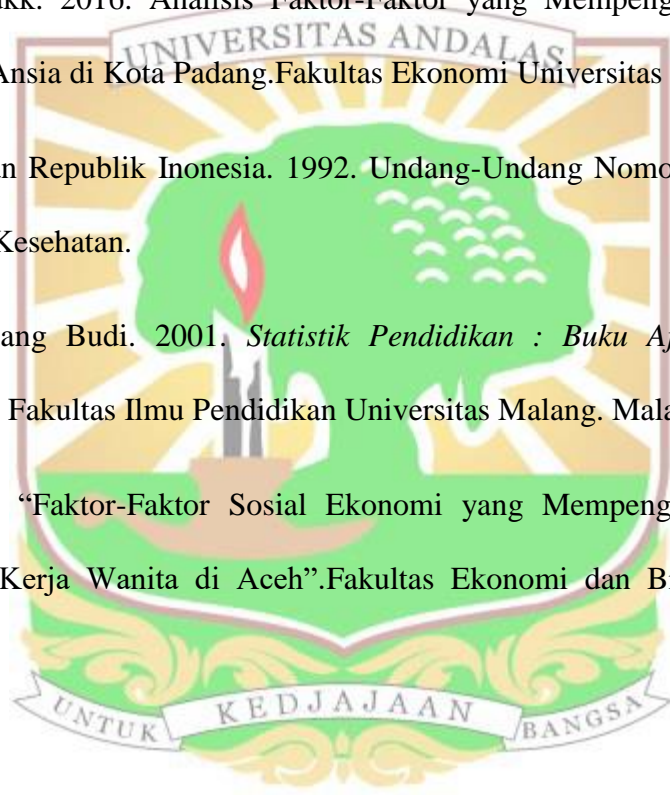 kk. 2016. Analisis Faktor-Faktor yang Mempeng
UNIVERSITAS ANDALAS
Ansia di Kota Padang.Fakultas Ekonomi Universitas
n Republik Inonesia. 1992. Undang-Undang Nomo
Kesehatan.
ang Budi. 2001. Statistik Pendidikan : Buku Aj
Fakultas Ilmu Pendidikan Universitas Malang. Mala
“Faktor-Faktor Sosial Ekonomi yang Mempeng
Kerja Wanita di Aceh”.Fakultas Ekonomi dan B
UNTUK KEDJAJAAN BANGSA